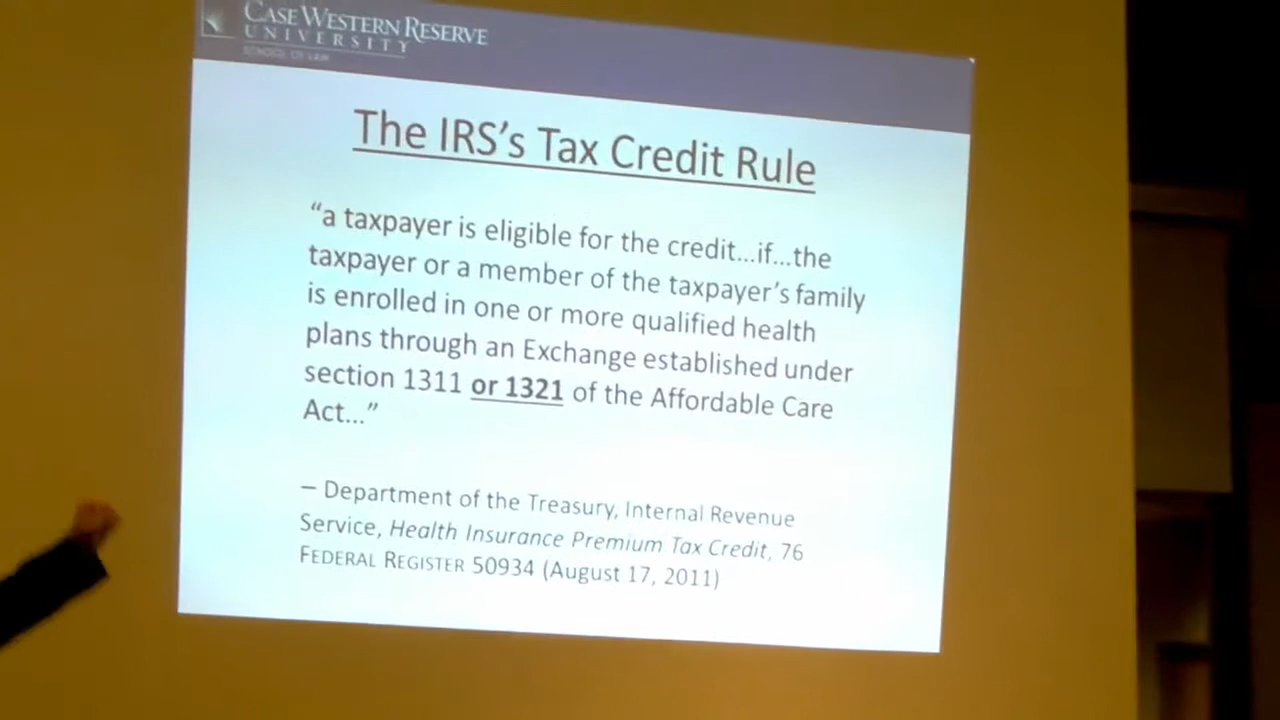 CASE WESTERN RESERVE
UNIVERSITY
SCHOOL OF LAW
The IRS's Tax Credit Rule
“a taxpayer is eligible for the credit...if...the
taxpayer or a member of the taxpayer's family
is enrolled in one or more qualified health
plans through an Exchange established under
section 1311 or 1321 of the Affordable Care
Act...”
– Department of the Treasury, Internal Revenue
Service, Health Insurance Premium Tax Credit, 76
FEDERAL REGISTER 50934 (August 17, 2011)